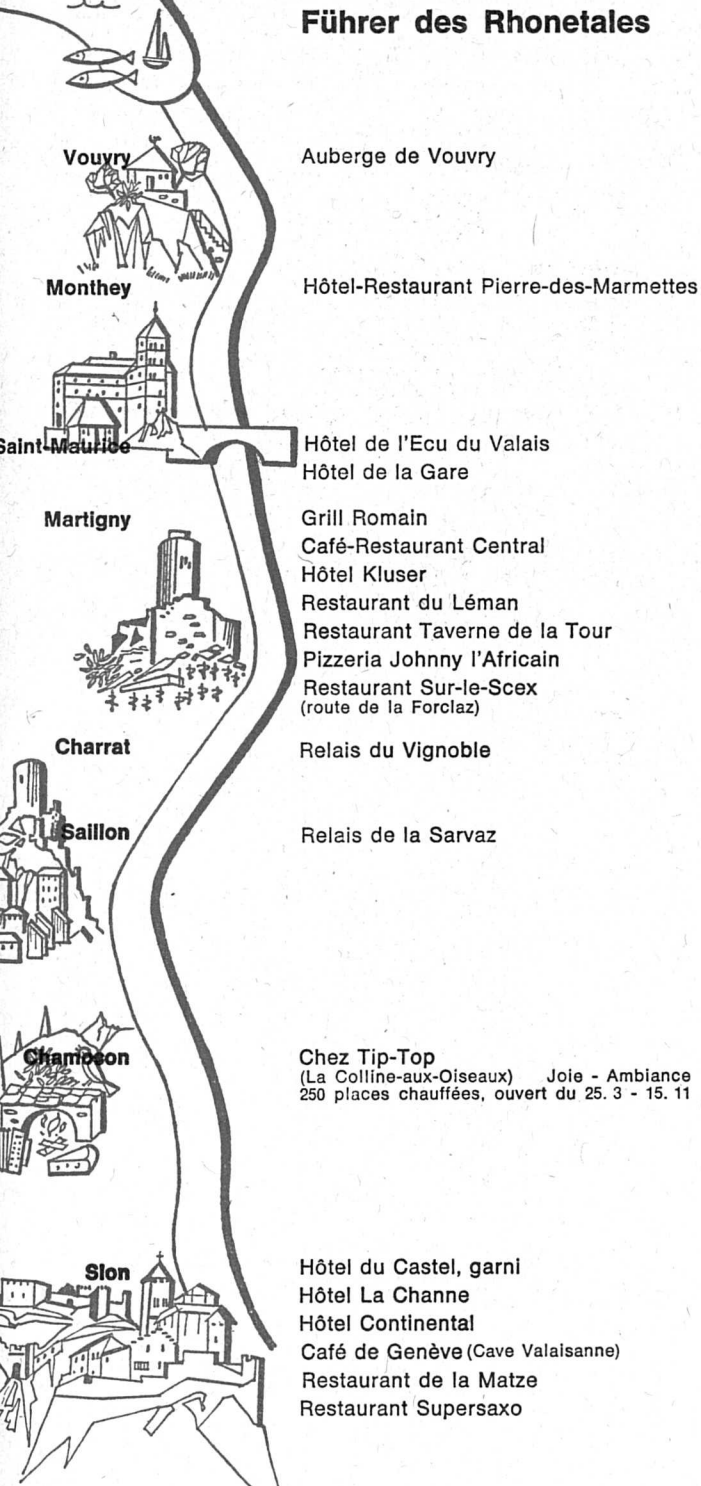 Führer des Rhonetales
Vouvry
Auberge de Vouvry
Monthey
Hôtel-Restaurant Pierre-des-Marmettes
Saint-Maurice
Hôtel de l'Ecu du Valais
Hôtel de la Gare
Martigny
Grill Romain
Café-Restaurant Central
Hôtel Kluser
Restaurant du Léman
Restaurant Taverne de la Tour
Pizzeria Johnny l'Africain
Restaurant Sur-le-Scex
(route de la Forclaz)
Charrat
Relais du Vignoble
Saillon
Relais de la Sarvaz
Chamoson
Chez Tip-Top
(La Colline-aux-Oiseaux) Joie - Ambiance
250 places chauffées, ouvert du 25. 3 - 15. 11
Sion
Hôtel du Castel, garni
Hôtel La Channe
Hôtel Continental
Café de Genève (Cave Valaisanne)
Restaurant de la Matze
Restaurant Supersaxo